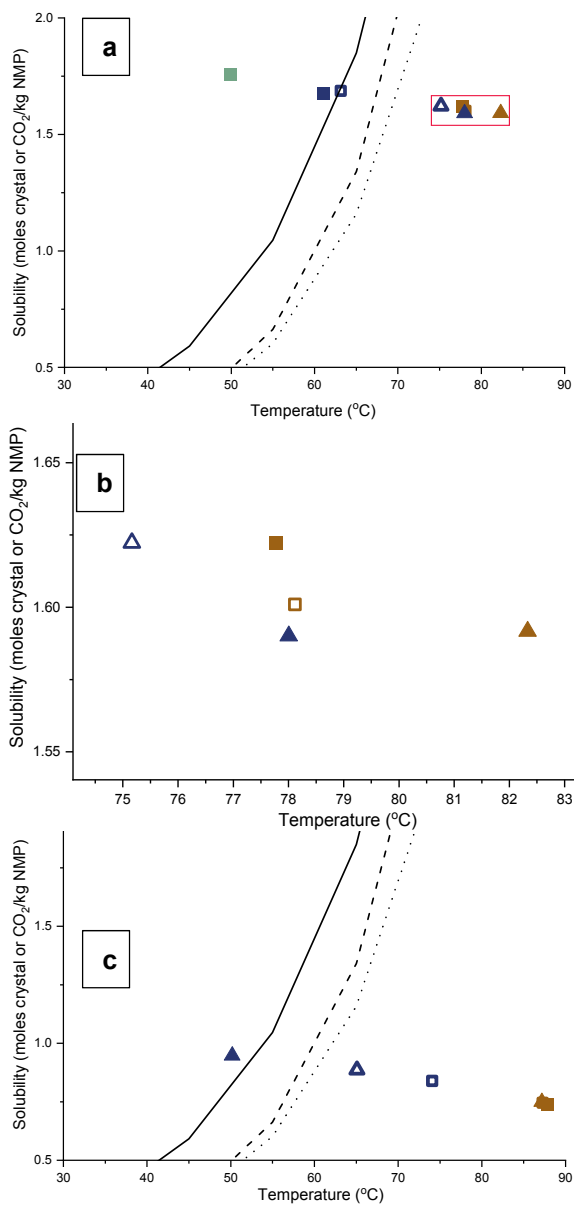 a
Solubility (moles crystal or CO₂/kg NMP)
2.0
1.5
1.0
0.5
30 40 50 60 70 80 90
Temperature (°C)
b
Solubility (moles crystal or CO₂/kg NMP)
1.65
1.60
1.55
75 76 77 78 79 80 81 82 83
Temperature (°C)
c
Solubility (moles crystal or CO₂/kg NMP)
1.5
1.0
0.5
30 40 50 60 70 80 90
Temperature (°C)